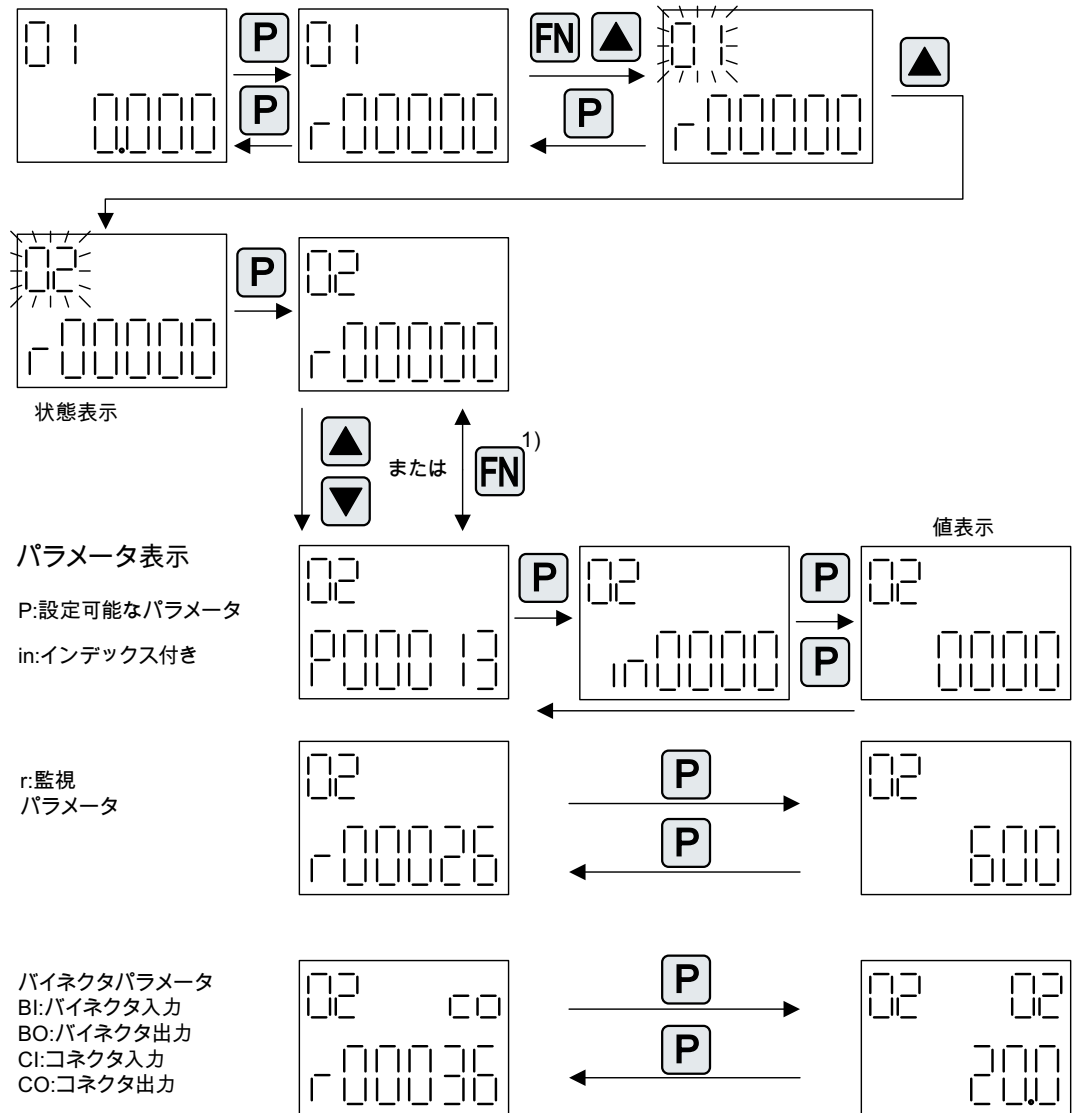 01
P
01
FN
01
0.000
P
r00000
P
r00000
02
P
02
r00000
r00000
状態表示
または
FN
1)
値表示
パラメータ表示
P:設定可能なパラメータ
in:インデックス付き
02
P
02
P
02
P00013
in0000
P
0000
r:監視
パラメータ
02
P
02
r00026
P
600
バイネクタパラメータ
BI:バイネクタ入力
BO:バイネクタ出力
CI:コネクタ入力
CO:コネクタ出力
02 co
P
02 02
r00036
P
20.0